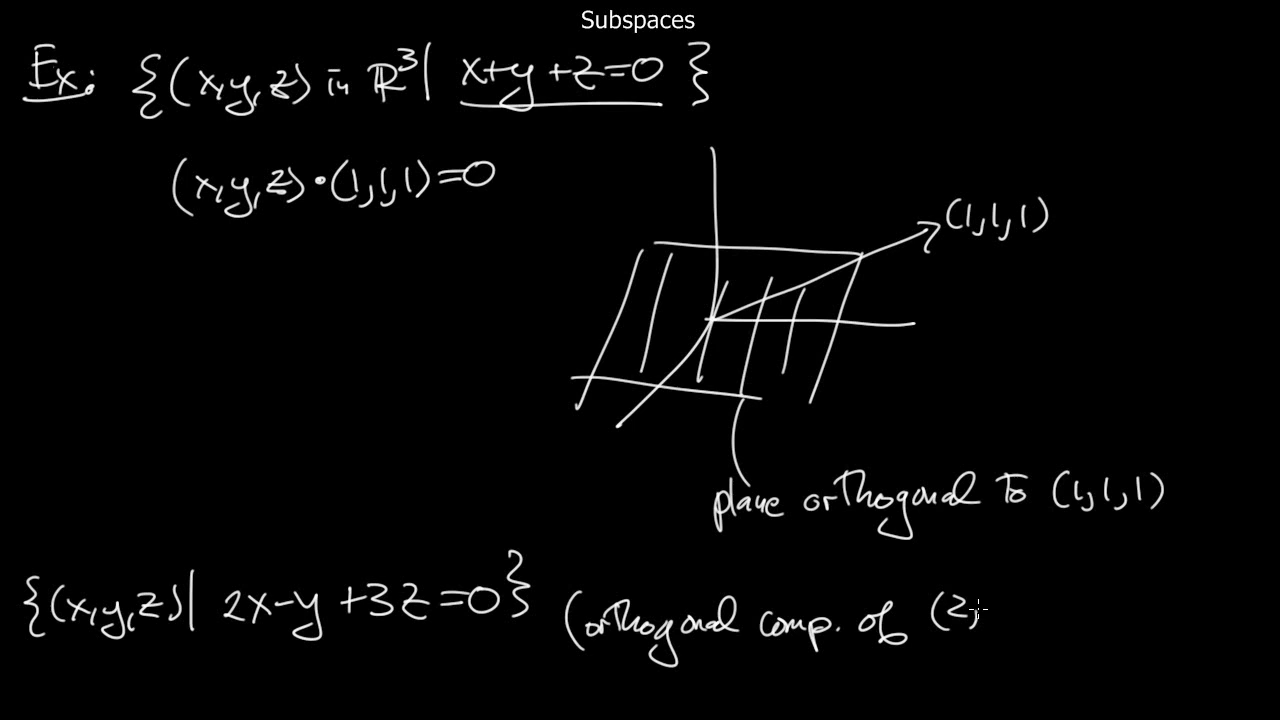 Subspaces
Ex: {(x,y,z) in ℝ³ | x+y+z=0 }
(x,y,z)•(1,1,1)=0
(1,1,1)
plane orthogonal to (1,1,1)
{(x,y,z)| 2x-y+3z=0} (orthogonal comp. of (2,